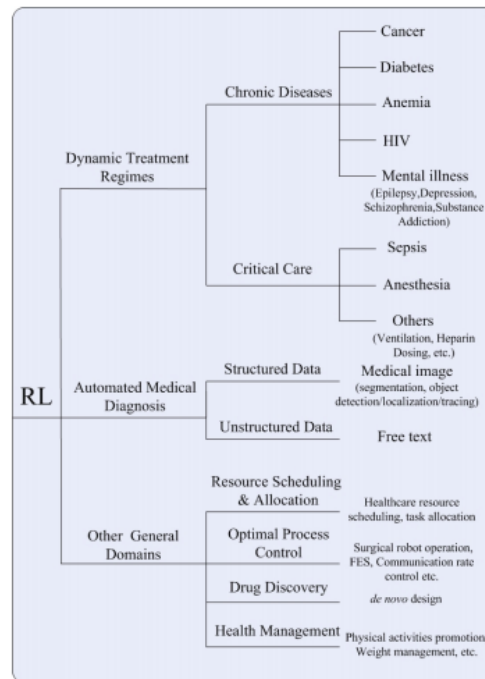 RL
Dynamic Treatment
Regimes
Chronic Diseases
Cancer
Diabetes
Anemia
HIV
Mental illness
(Epilepsy,Depression,
Schizophrenia,Substance
Addiction)
Critical Care
Sepsis
Anesthesia
Others
(Ventilation, Heparin
Dosing, etc.)
Automated Medical
Diagnosis
Structured Data
Medical image
(segmentation, object
detection/localization/tracing)
Unstructured Data
Free text
Other General
Domains
Resource Scheduling
& Allocation
Healthcare resource
scheduling, task allocation
Optimal Process
Control
Surgical robot operation,
FES, Communication rate
control etc.
Drug Discovery
de novo design
Health Management
Physical activities promotion
Weight management, etc.